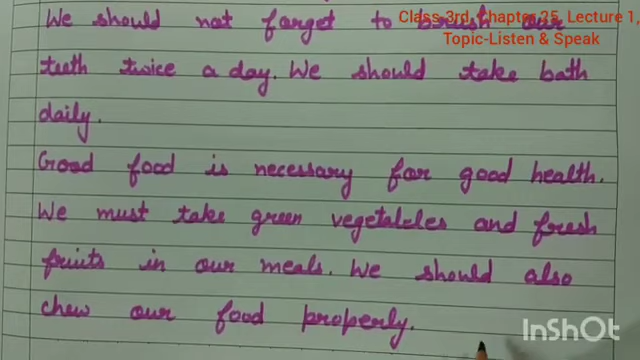 We should not forget to brush our
Class-3rd, Chapter 25, Lecture 1,
Topic-Listen & Speak
teeth twice a day. We should take bath
daily.
Good food is necessary for good health.
We must take green vegetables and fresh
fruits in our meals. We should also
chew our food properly.
InShOt